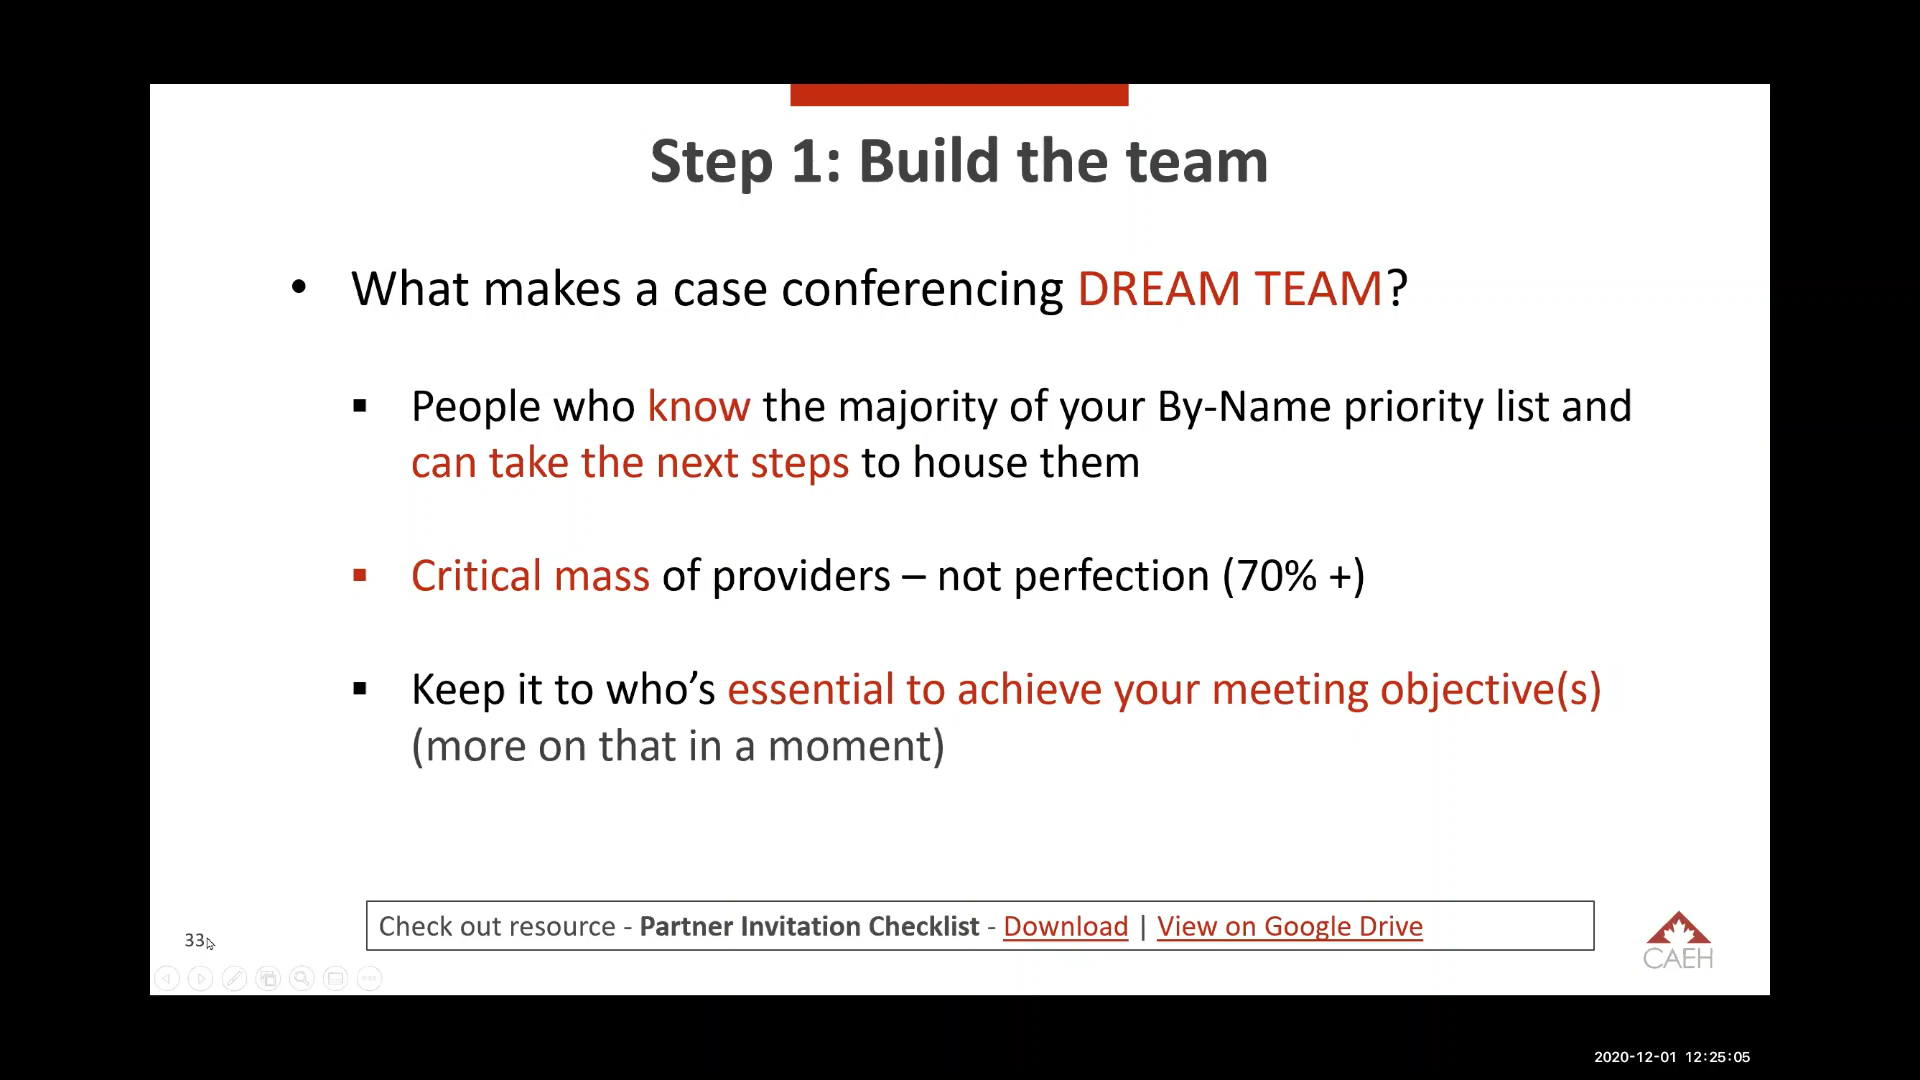 Step 1: Build the team
• What makes a case conferencing DREAM TEAM?
▪ People who know the majority of your By-Name priority list and
can take the next steps to house them
▪ Critical mass of providers – not perfection (70% +)
▪ Keep it to who’s essential to achieve your meeting objective(s)
(more on that in a moment)
Check out resource - Partner Invitation Checklist - Download | View on Google Drive
33
CAEH
2020-12-01 12:25:05